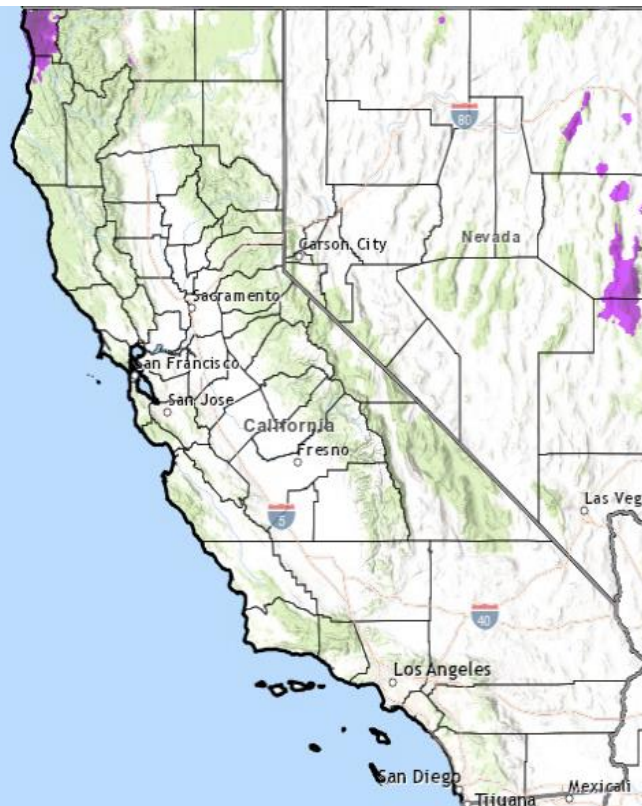 80
Carson City
Nevada
Sacramento
San Francisco
San Jose
California
Fresno
Las Veg
5
40
Los Angeles
San Diego
Tijuana
Mexicali